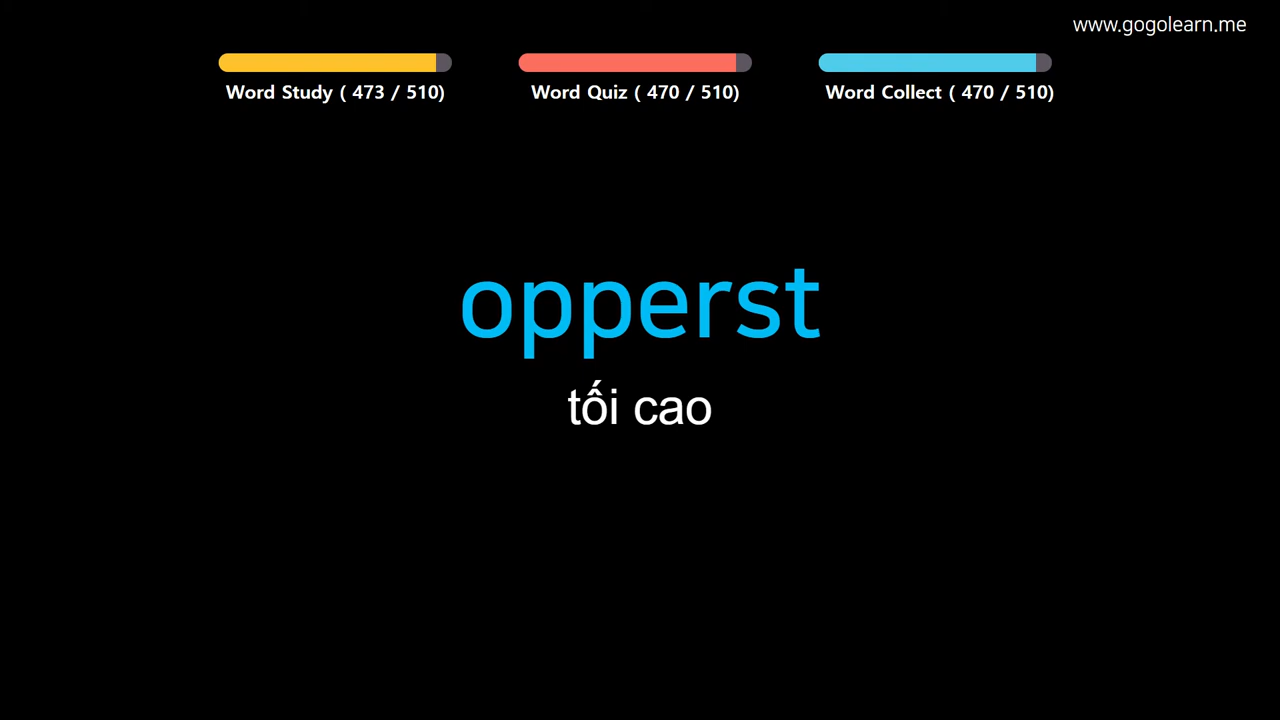 www.gogolearn.me
Word Study ( 473 / 510)
Word Quiz ( 470 / 510)
Word Collect ( 470 / 510)
opperst
tối cao